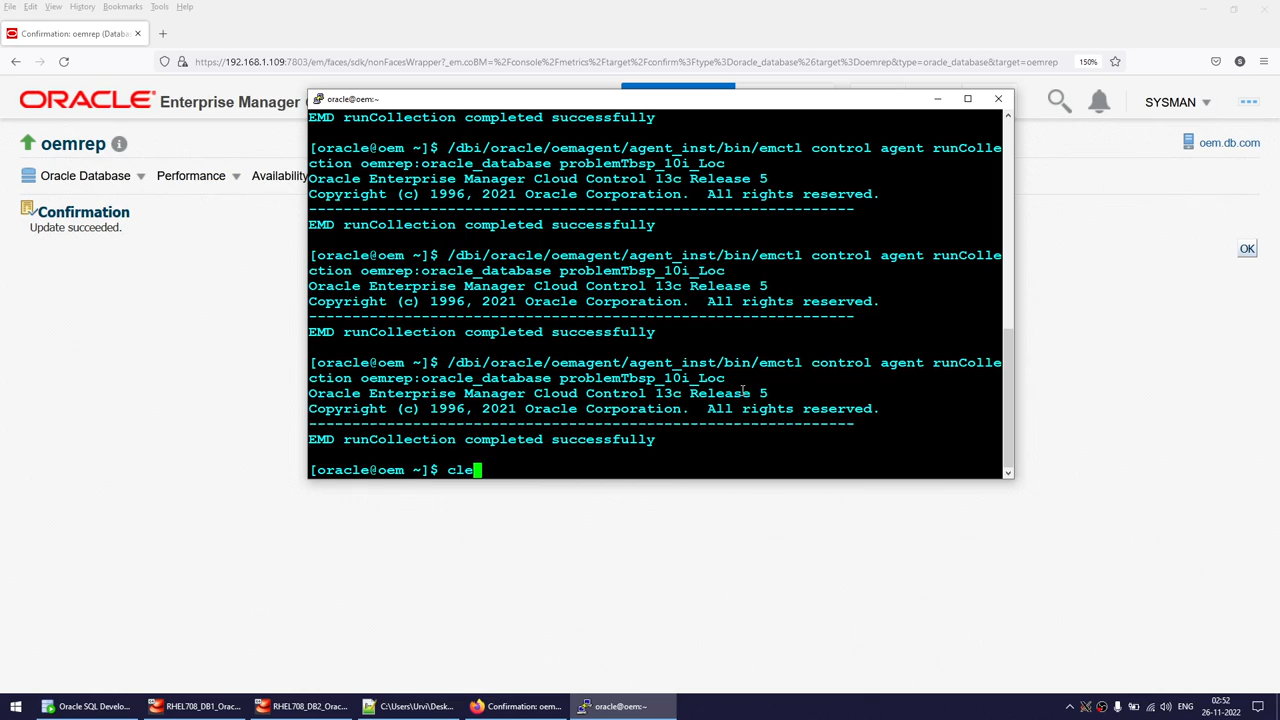 File Edit View History Bookmarks Tools Help
Confirmation: oemrep (Databa
https://192.168.1.109:7803/em/faces/sdk/nonFacesWrapper?_em.coBM=%2Fconsole%2Fmetrics%2Ftarget%2Fconfirm%3Ftype%3Doracle_database%26target%3Doemrep&type=oracle_database&target=oemrep 150%
ORACLE Enterprise Manager
SYSMAN
oemrep
oem.db.com
Oracle Database Performance Availability
Confirmation
Update succeeded.
OK
oracle@oem:~
EMD runCollection completed successfully
[oracle@oem ~]$ /dbi/oracle/oemagent/agent_inst/bin/emctl control agent runColle
ction oemrep:oracle_database problemTbsp_10i_Loc
Oracle Enterprise Manager Cloud Control 13c Release 5
Copyright (c) 1996, 2021 Oracle Corporation.  All rights reserved.
---------------------------------------------------------------
EMD runCollection completed successfully
[oracle@oem ~]$ /dbi/oracle/oemagent/agent_inst/bin/emctl control agent runColle
ction oemrep:oracle_database problemTbsp_10i_Loc
Oracle Enterprise Manager Cloud Control 13c Release 5
Copyright (c) 1996, 2021 Oracle Corporation.  All rights reserved.
---------------------------------------------------------------
EMD runCollection completed successfully
[oracle@oem ~]$ /dbi/oracle/oemagent/agent_inst/bin/emctl control agent runColle
ction oemrep:oracle_database problemTbsp_10i_Loc
Oracle Enterprise Manager Cloud Control 13c Release 5
Copyright (c) 1996, 2021 Oracle Corporation.  All rights reserved.
---------------------------------------------------------------
EMD runCollection completed successfully
[oracle@oem ~]$ cle
Oracle SQL Develo... RHEL708_DB1_Orac... RHEL708_DB2_Orac... C:\Users\Urvi\Desk... Confirmation: oem... oracle@oem:~
ENG
02:52
26-11-2022